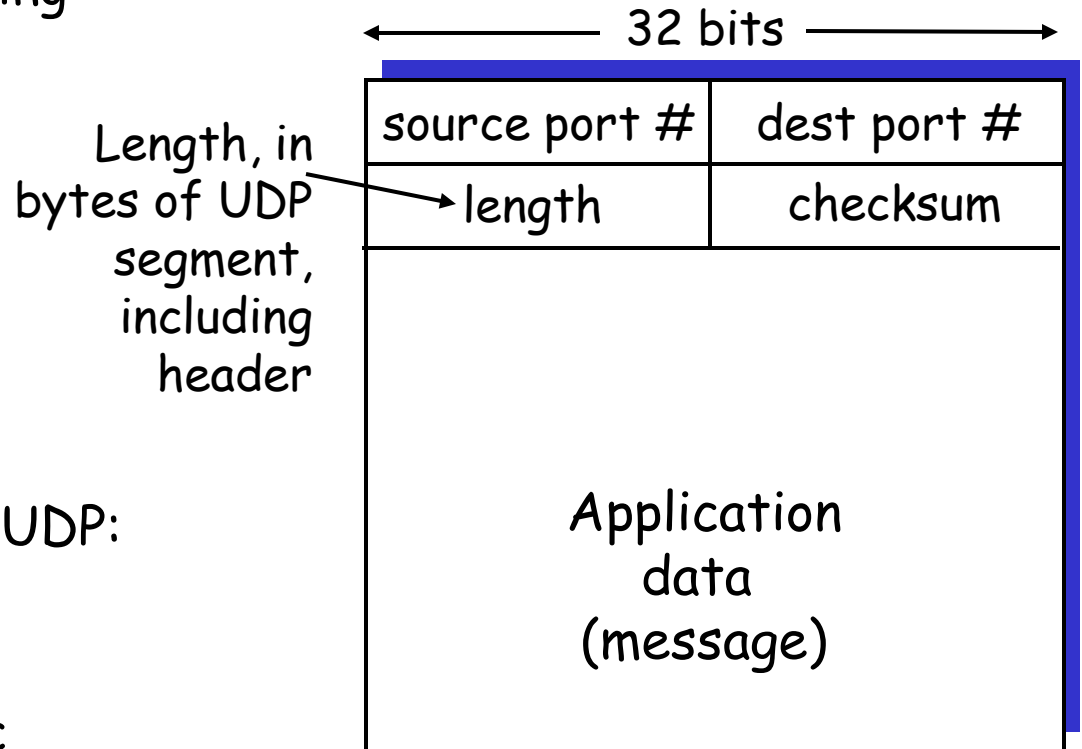 32 bits
source port # dest port #
Length, in
bytes of UDP
segment,
including
header
length checksum
UDP:
Application
data
(message)